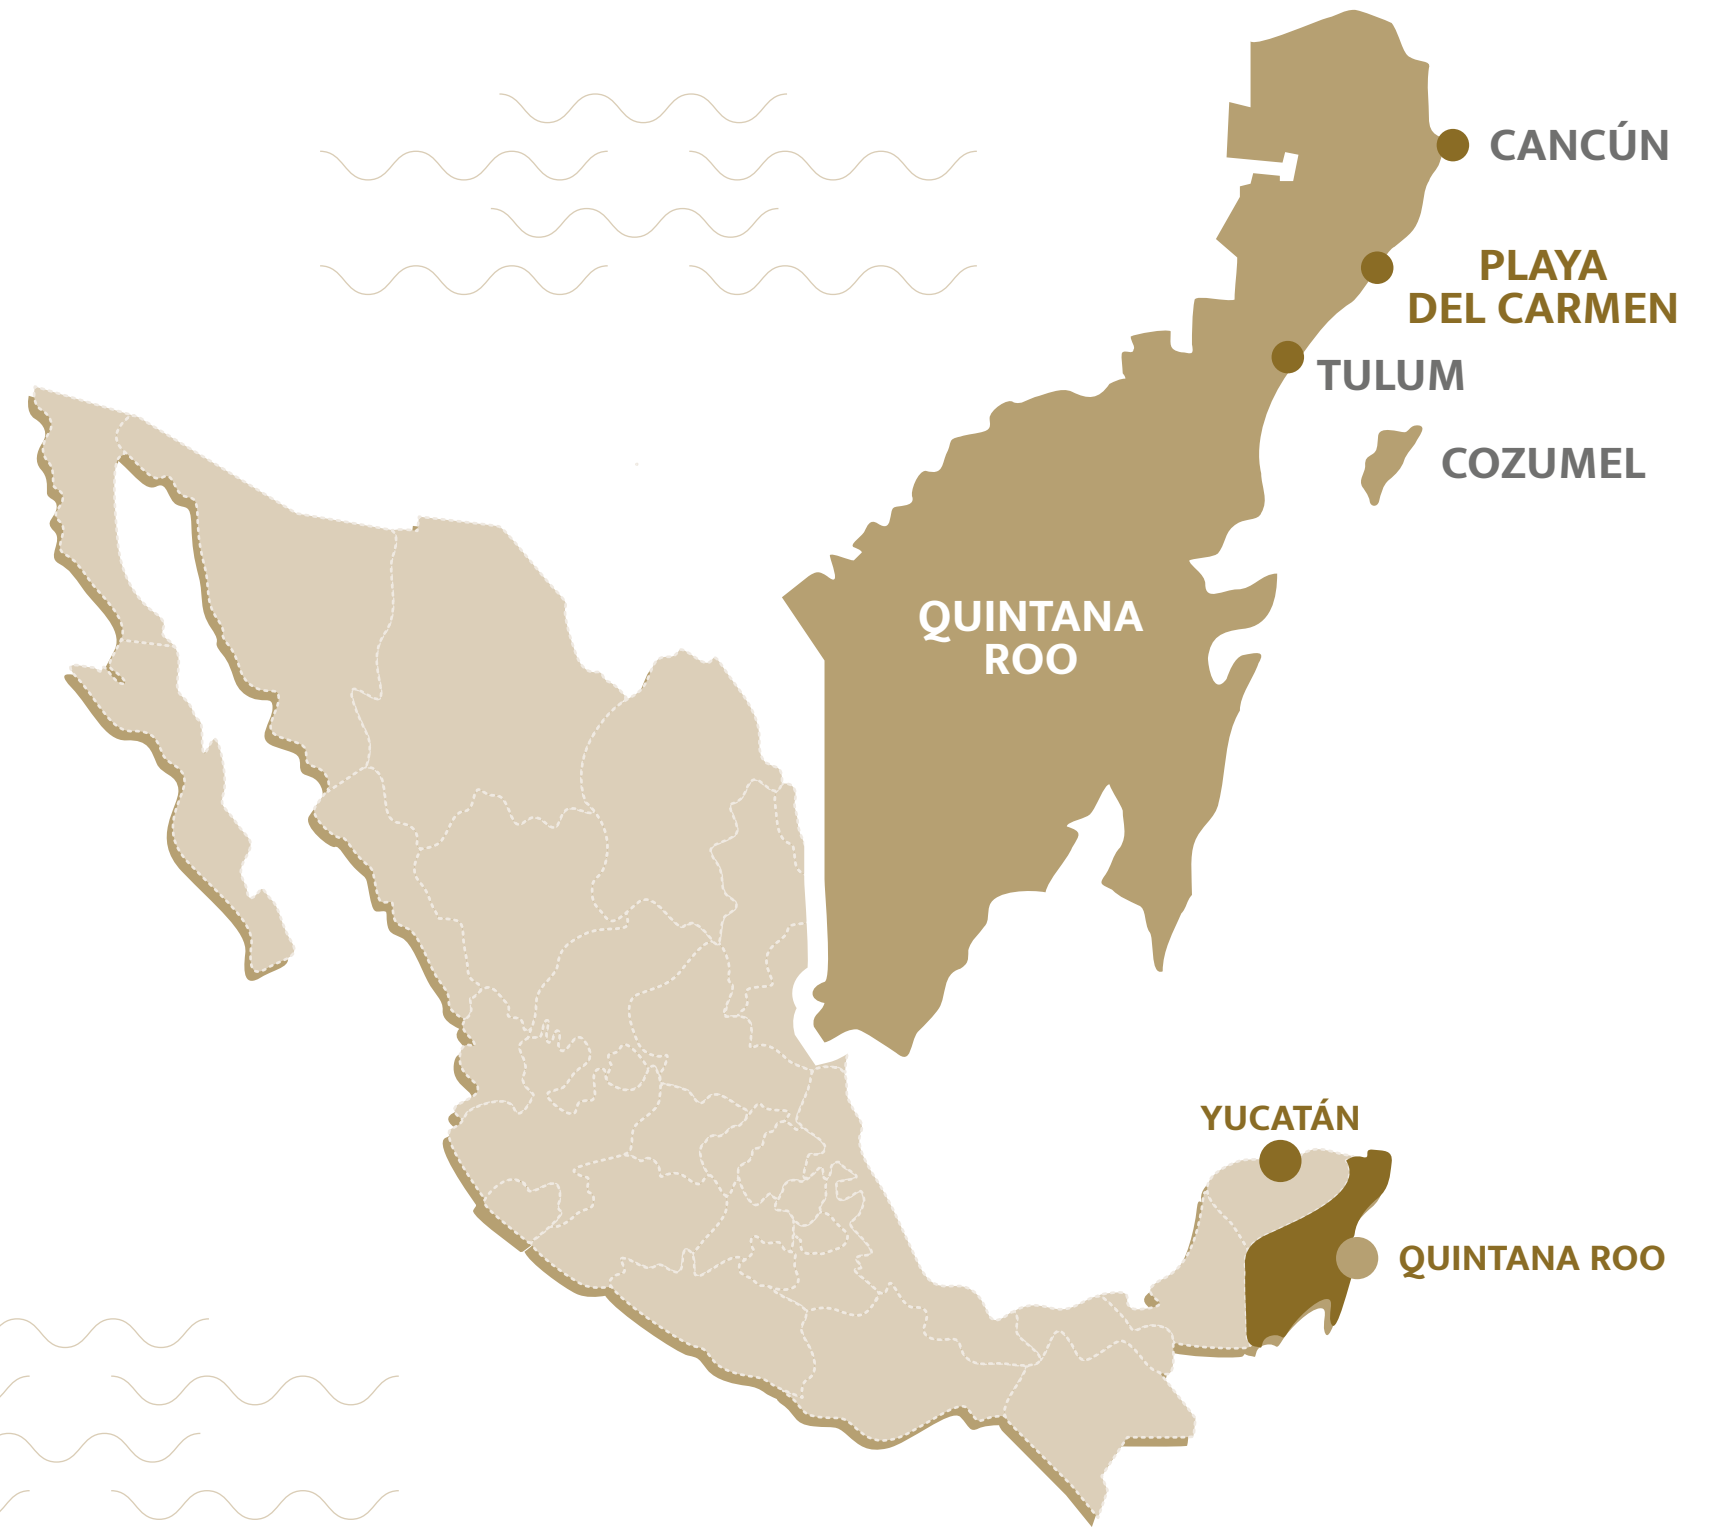 CANCÚN
PLAYA
DEL CARMEN
TULUM
COZUMEL
QUINTANA
ROO
YUCATÁN
QUINTANA ROO